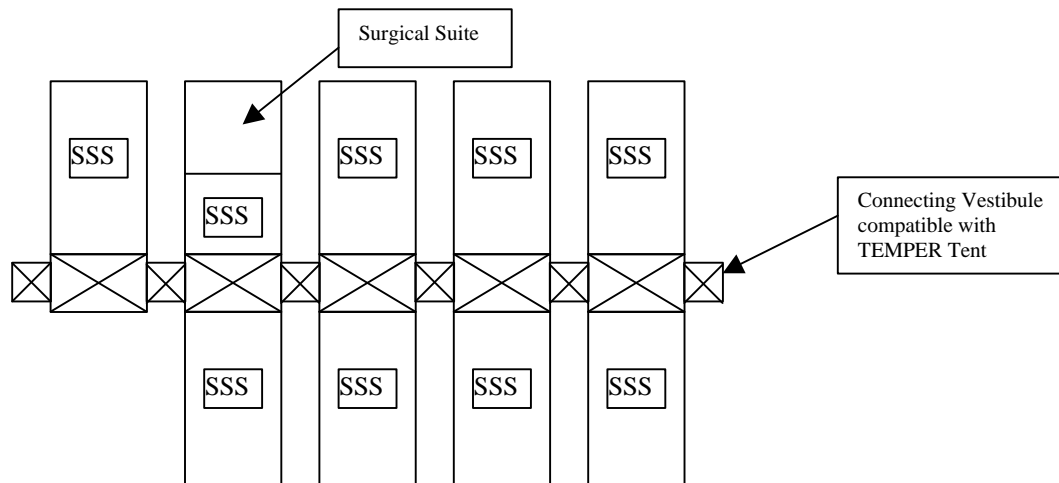 Surgical Suite
SSS
SSS
SSS
SSS
SSS
Connecting Vestibule
compatible with
TEMPER Tent
SSS
SSS
SSS
SSS